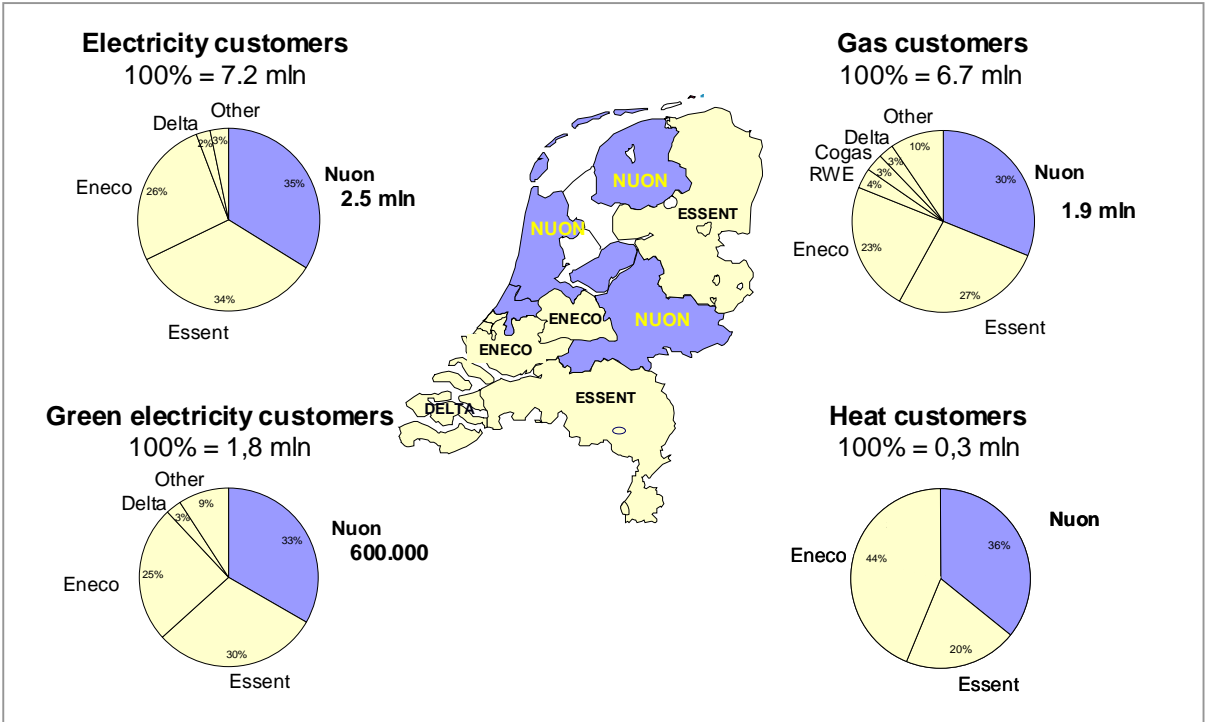 Electricity customers
100% = 7.2 mln
Other
Delta
2%
3%
Eneco
26%
35%
Nuon
2.5 mln
34%
Essent
Gas customers
100% = 6.7 mln
Other
Delta
Cogas
RWE
10%
3%
3%
4%
30%
Nuon
1.9 mln
Eneco
23%
27%
Essent
NUON
ESSENT
NUON
ENECO
NUON
ENECO
ESSENT
DELTA
Green electricity customers
100% = 1,8 mln
Other
Delta
9%
3%
33%
Nuon
600.000
Eneco
25%
30%
Essent
Heat customers
100% = 0,3 mln
Nuon
Eneco
44%
36%
20%
Essent